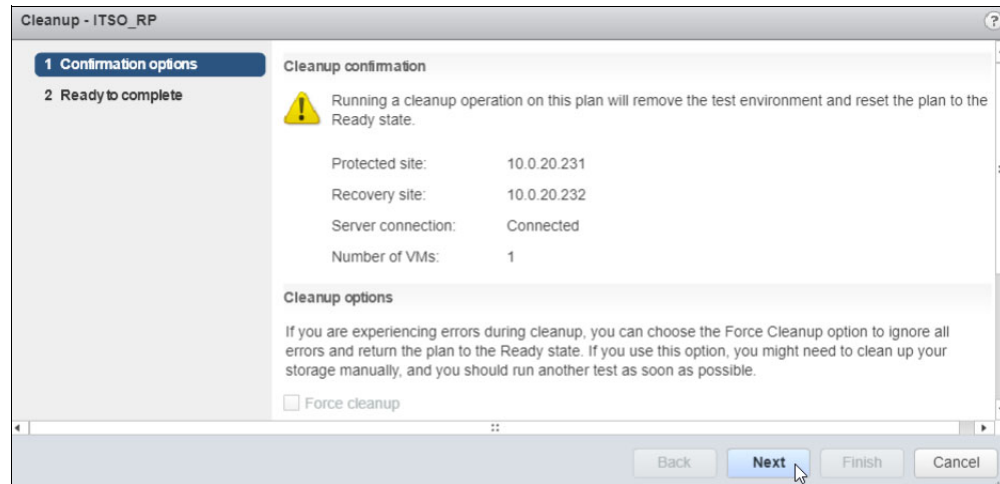 Cleanup - ITSO_RP
?
1 Confirmation options
2 Ready to complete
Cleanup confirmation
Running a cleanup operation on this plan will remove the test environment and reset the plan to the
Ready state.
Protected site: 10.0.20.231
Recovery site: 10.0.20.232
Server connection: Connected
Number of VMs: 1
Cleanup options
If you are experiencing errors during cleanup, you can choose the Force Cleanup option to ignore all
errors and return the plan to the Ready state. If you use this option, you might need to clean up your
storage manually, and you should run another test as soon as possible.
Force cleanup
Back Next Finish Cancel